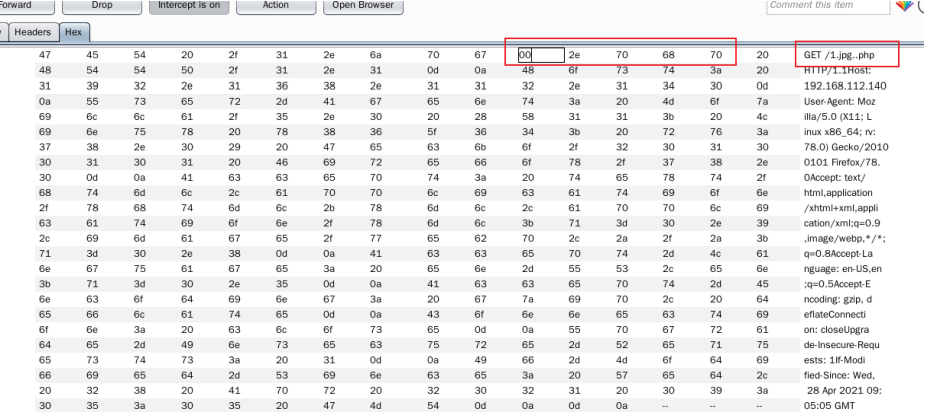 Forward Drop Intercept is on Action Open Browser Comment this item
Headers Hex
47 45 54 20 2f 31 2e 6a 70 67 00 2e 70 68 70 20 GET /1.jpg..php
48 54 54 50 2f 31 2e 31 0d 0a 48 6f 73 74 3a 20 HTTP/1.1Host:
31 39 32 2e 31 36 38 2e 31 31 32 2e 31 34 30 0d 192.168.112.140
0a 55 73 65 72 2d 41 67 65 6e 74 3a 20 4d 6f 7a User-Agent: Moz
69 6c 6c 61 2f 35 2e 30 20 28 58 31 31 3b 20 4c illa/5.0 (X11; L
69 6e 75 78 20 78 38 36 5f 36 34 3b 20 72 76 3a inux x86_64; rv:
37 38 2e 30 29 20 47 65 63 6b 6f 2f 32 30 31 30 78.0) Gecko/2010
30 31 30 31 20 46 69 72 65 66 6f 78 2f 37 38 2e 0101 Firefox/78.
30 0d 0a 41 63 63 65 70 74 3a 20 74 65 78 74 2f 0Accept: text/
68 74 6d 6c 2c 61 70 70 6c 69 63 61 74 69 6f 6e html,application
2f 78 68 74 6d 6c 2b 78 6d 6c 2c 61 70 70 6c 69 /xhtml+xml,appli
63 61 74 69 6f 6e 2f 78 6d 6c 3b 71 3d 30 2e 39 cation/xml;q=0.9
2c 69 6d 61 67 65 2f 77 65 62 70 2c 2a 2f 2a 3b ,image/webp,*/*;
71 3d 30 2e 38 0d 0a 41 63 63 65 70 74 2d 4c 61 q=0.8Accept-La
6e 67 75 61 67 65 3a 20 65 6e 2d 55 53 2c 65 6e nguage: en-US,en
3b 71 3d 30 2e 35 0d 0a 41 63 63 65 70 74 2d 45 ;q=0.5Accept-E
6e 63 6f 64 69 6e 67 3a 20 67 7a 69 70 2c 20 64 ncoding: gzip, d
65 66 6c 61 74 65 0d 0a 43 6f 6e 6e 65 63 74 69 eflateConnecti
6f 6e 3a 20 63 6c 6f 73 65 0d 0a 55 70 67 72 61 on: closeUpgra
64 65 2d 49 6e 73 65 63 75 72 65 2d 52 65 71 75 de-Insecure-Requ
65 73 74 73 3a 20 31 0d 0a 49 66 2d 4d 6f 64 69 ests: 1If-Modi
66 69 65 64 2d 53 69 6e 63 65 3a 20 57 65 64 2c fied-Since: Wed,
20 32 38 20 41 70 72 20 32 30 32 31 20 30 39 3a 28 Apr 2021 09:
30 35 3a 30 35 20 47 4d 54 0d 0a 0d 0a -- -- -- 05:05 GMT